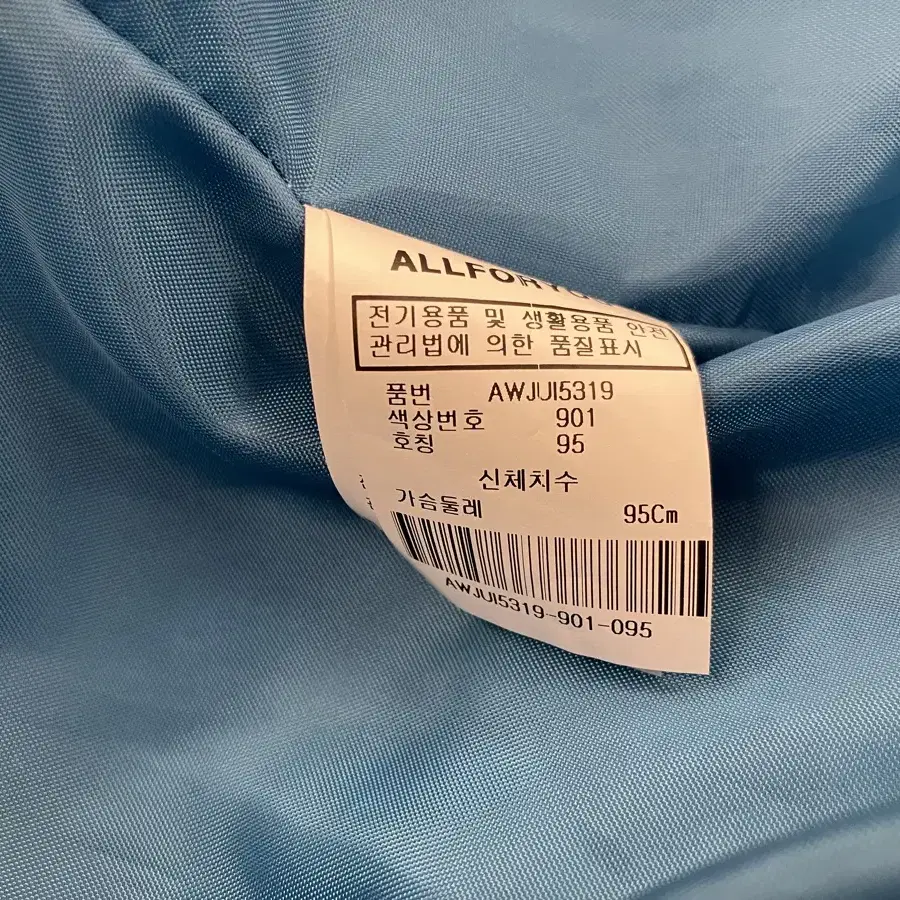 ALLFORYOU
전기용품 및 생활용품 안전
관리법에 의한 품질표시
품번 AWJUI5319
색상번호 901
호칭 95
신체치수
가슴둘레 95Cm
AWJUI5319-901-095